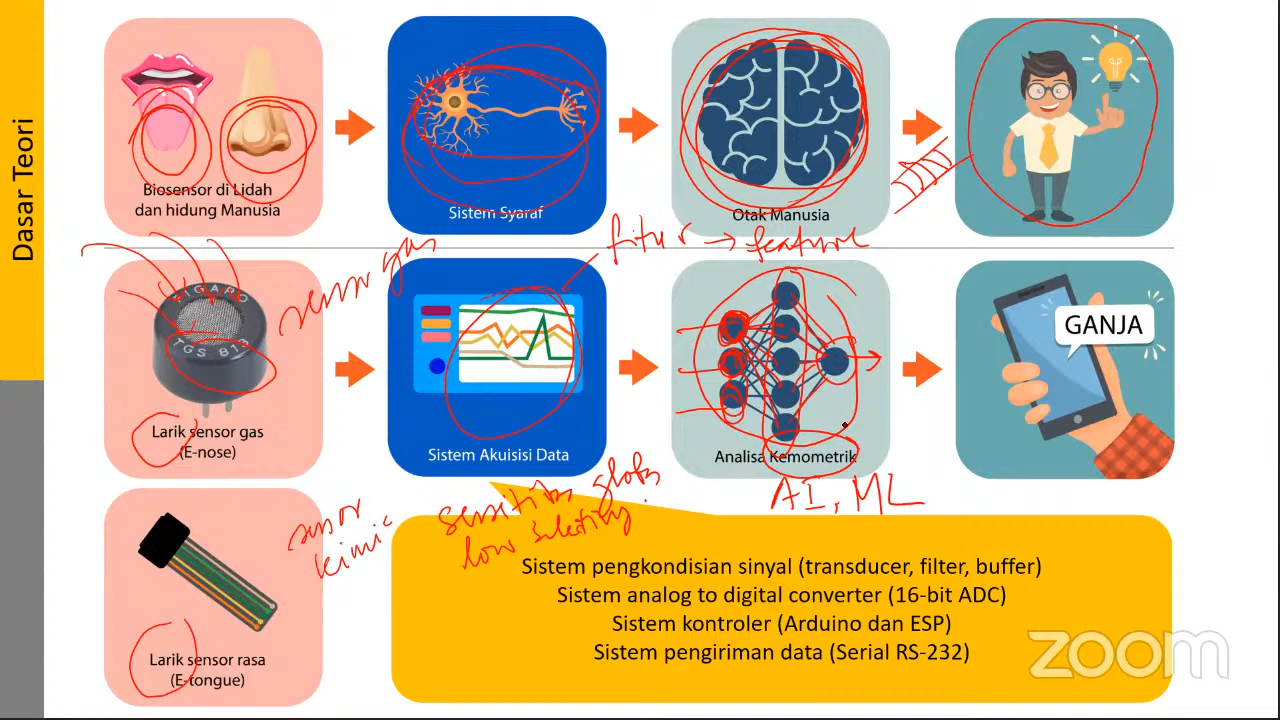 Dasar Teori
Biosensor di Lidah
dan hidung Manusia
Sistem Syaraf
Otak Manusia
fitur → feature
sensor gas
FIGARO
TGS 813
Larik sensor gas
(E-nose)
Sistem Akuisisi Data
Analisa Kemometrik
GANJA
AI, ML
sensor
kimia
low
Larik sensor rasa
(E-tongue)
Sistem pengkondisian sinyal (transducer, filter, buffer)
Sistem analog to digital converter (16-bit ADC)
Sistem kontroler (Arduino dan ESP)
Sistem pengiriman data (Serial RS-232)
zoom